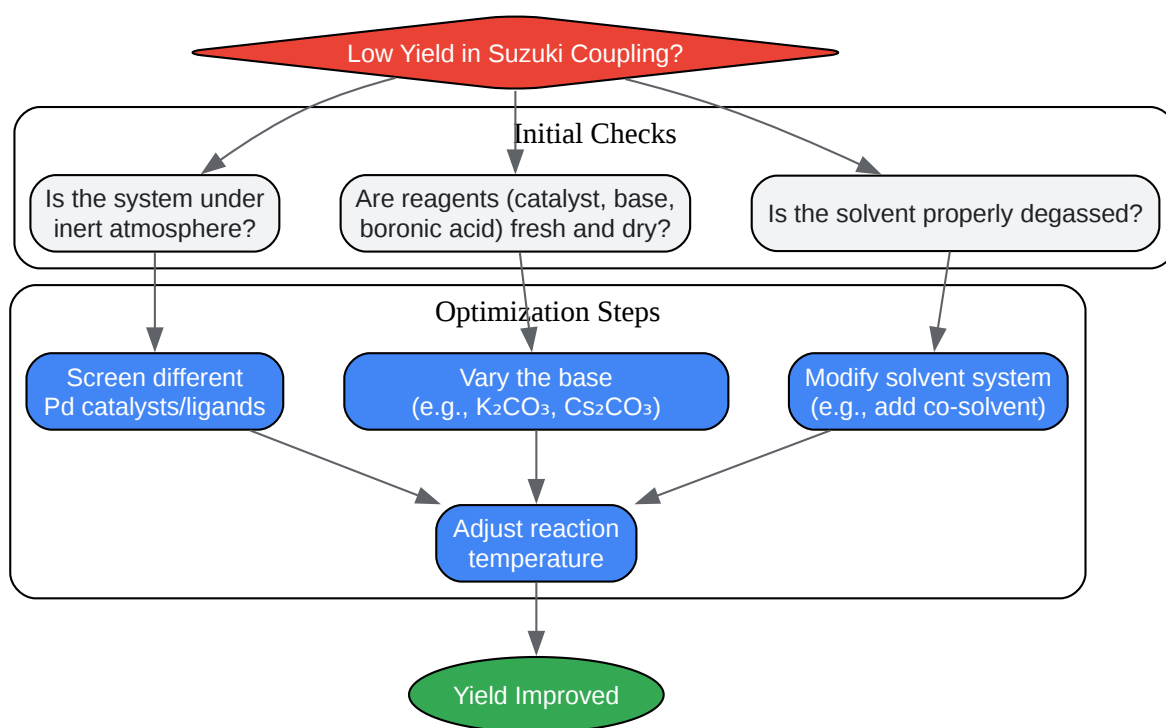 Low Yield in Suzuki Coupling?
Initial Checks
Is the system under
inert atmosphere?
Are reagents (catalyst, base,
boronic acid) fresh and dry?
Is the solvent properly degassed?
Optimization Steps
Screen different
Pd catalysts/ligands
Vary the base
(e.g., K₂CO₃, Cs₂CO₃)
Modify solvent system
(e.g., add co-solvent)
Adjust reaction
temperature
Yield Improved